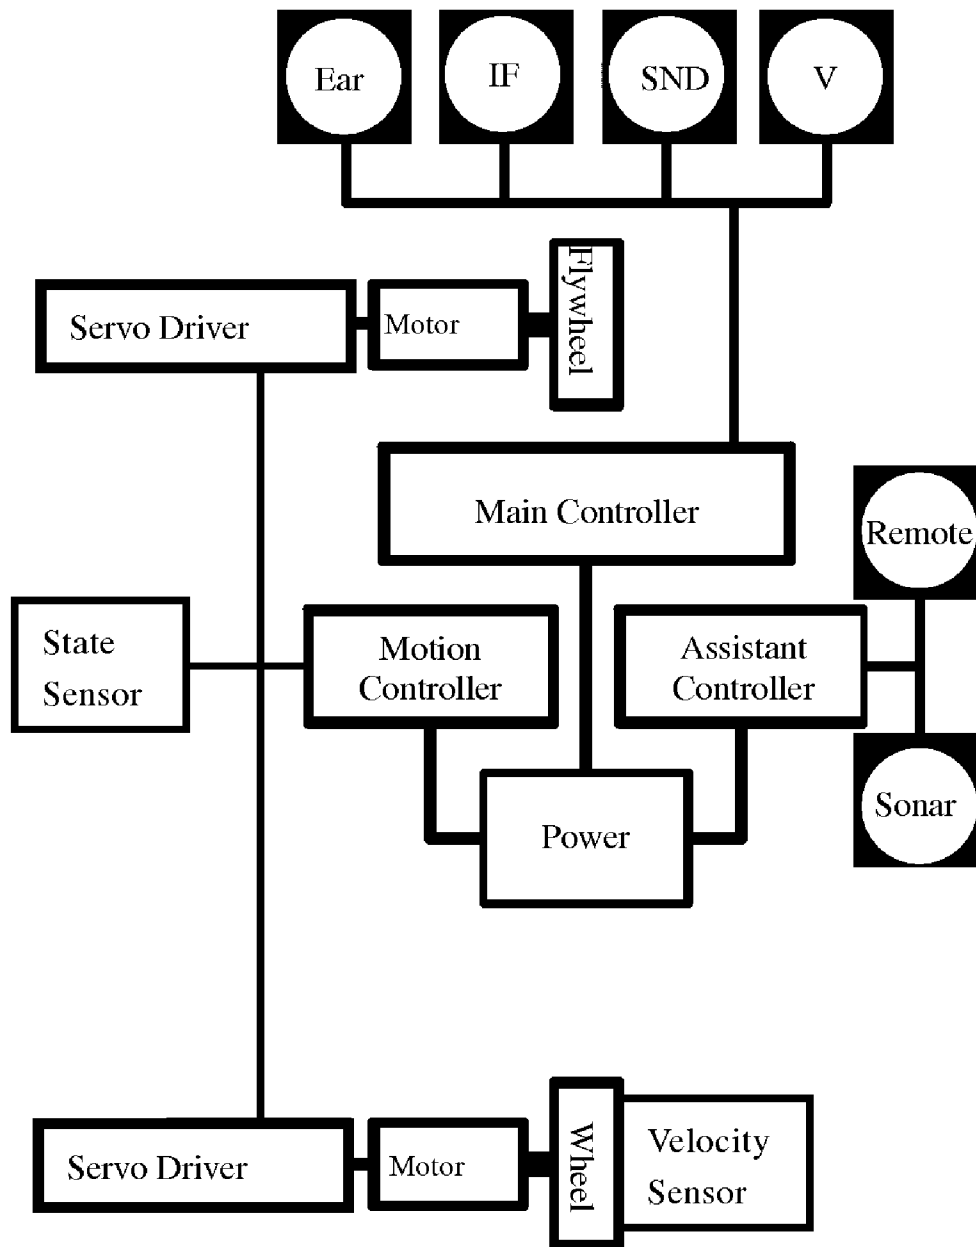 Ear
IF
SND
V
Flywheel
Servo Driver
Motor
Main Controller
Remote
State
Sensor
Motion
Controller
Assistant
Controller
Power
Sonar
Servo Driver
Motor
Wheel
Velocity
Sensor